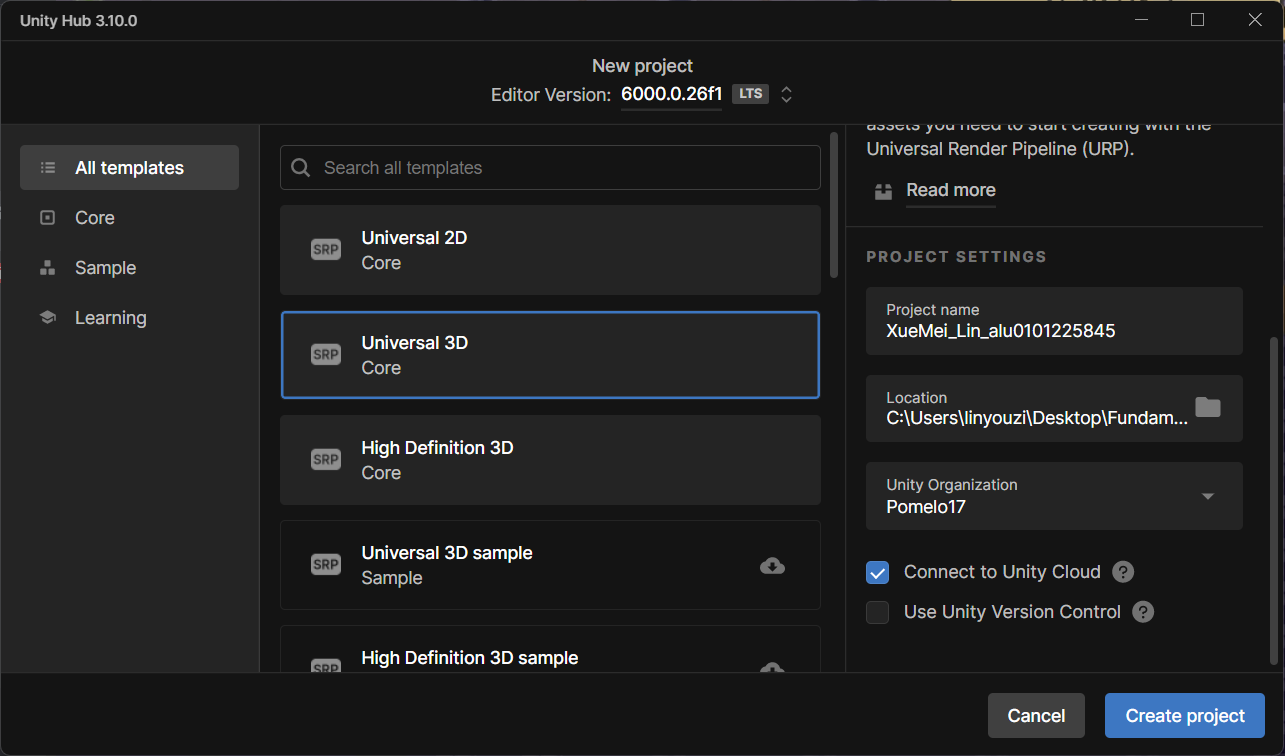 Unity Hub 3.10.0
New project
Editor Version: 6000.0.26f1 LTS
All templates
Core
Sample
Learning
Search all templates
SRP
Universal 2D
Core
SRP
Universal 3D
Core
SRP
High Definition 3D
Core
SRP
Universal 3D sample
Sample
SRP
High Definition 3D sample
assets you need to start creating with the
Universal Render Pipeline (URP).
Read more
PROJECT SETTINGS
Project name
XueMei_Lin_alu0101225845
Location
C:\Users\linyouzi\Desktop\Fundam...
Unity Organization
Pomelo17
Connect to Unity Cloud ?
Use Unity Version Control ?
Cancel
Create project